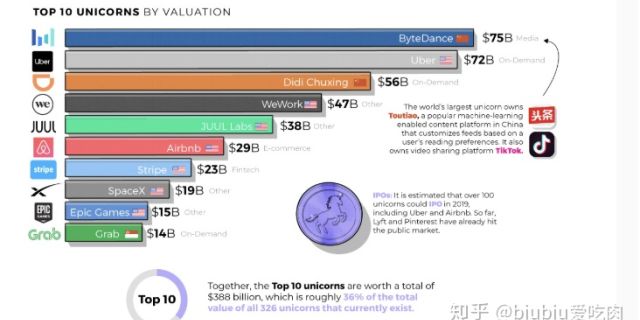 TOP 10 UNICORNS BY VALUATION
ByteDance $75B Media
Uber Uber $72B On-Demand
Didi Chuxing $56B On-Demand
we WeWork $47B Other
The world's largest unicorn owns
Toutiao, a popular machine-learning
enabled content platform in China
that customizes feeds based on a
user's reading preferences. It also
owns video sharing platform TikTok.
头条
JUUL JUUL Labs $38B Other
Airbnb $29B E-commerce
stripe Stripe $23B Fintech
SpaceX $19B Other
EPIC GAMES Epic Games $15B Other
Grab Grab $14B On-Demand
IPOs: It is estimated that over 100
unicorns could IPO in 2019,
including Uber and Airbnb. So far,
Lyft and Pinterest have already hit
the public market.
Top 10
Together, the Top 10 unicorns are worth a total of
$388 billion, which is roughly 36% of the total
value of all 326 unicorns that currently exist.
知乎 @biubiu爱吃肉